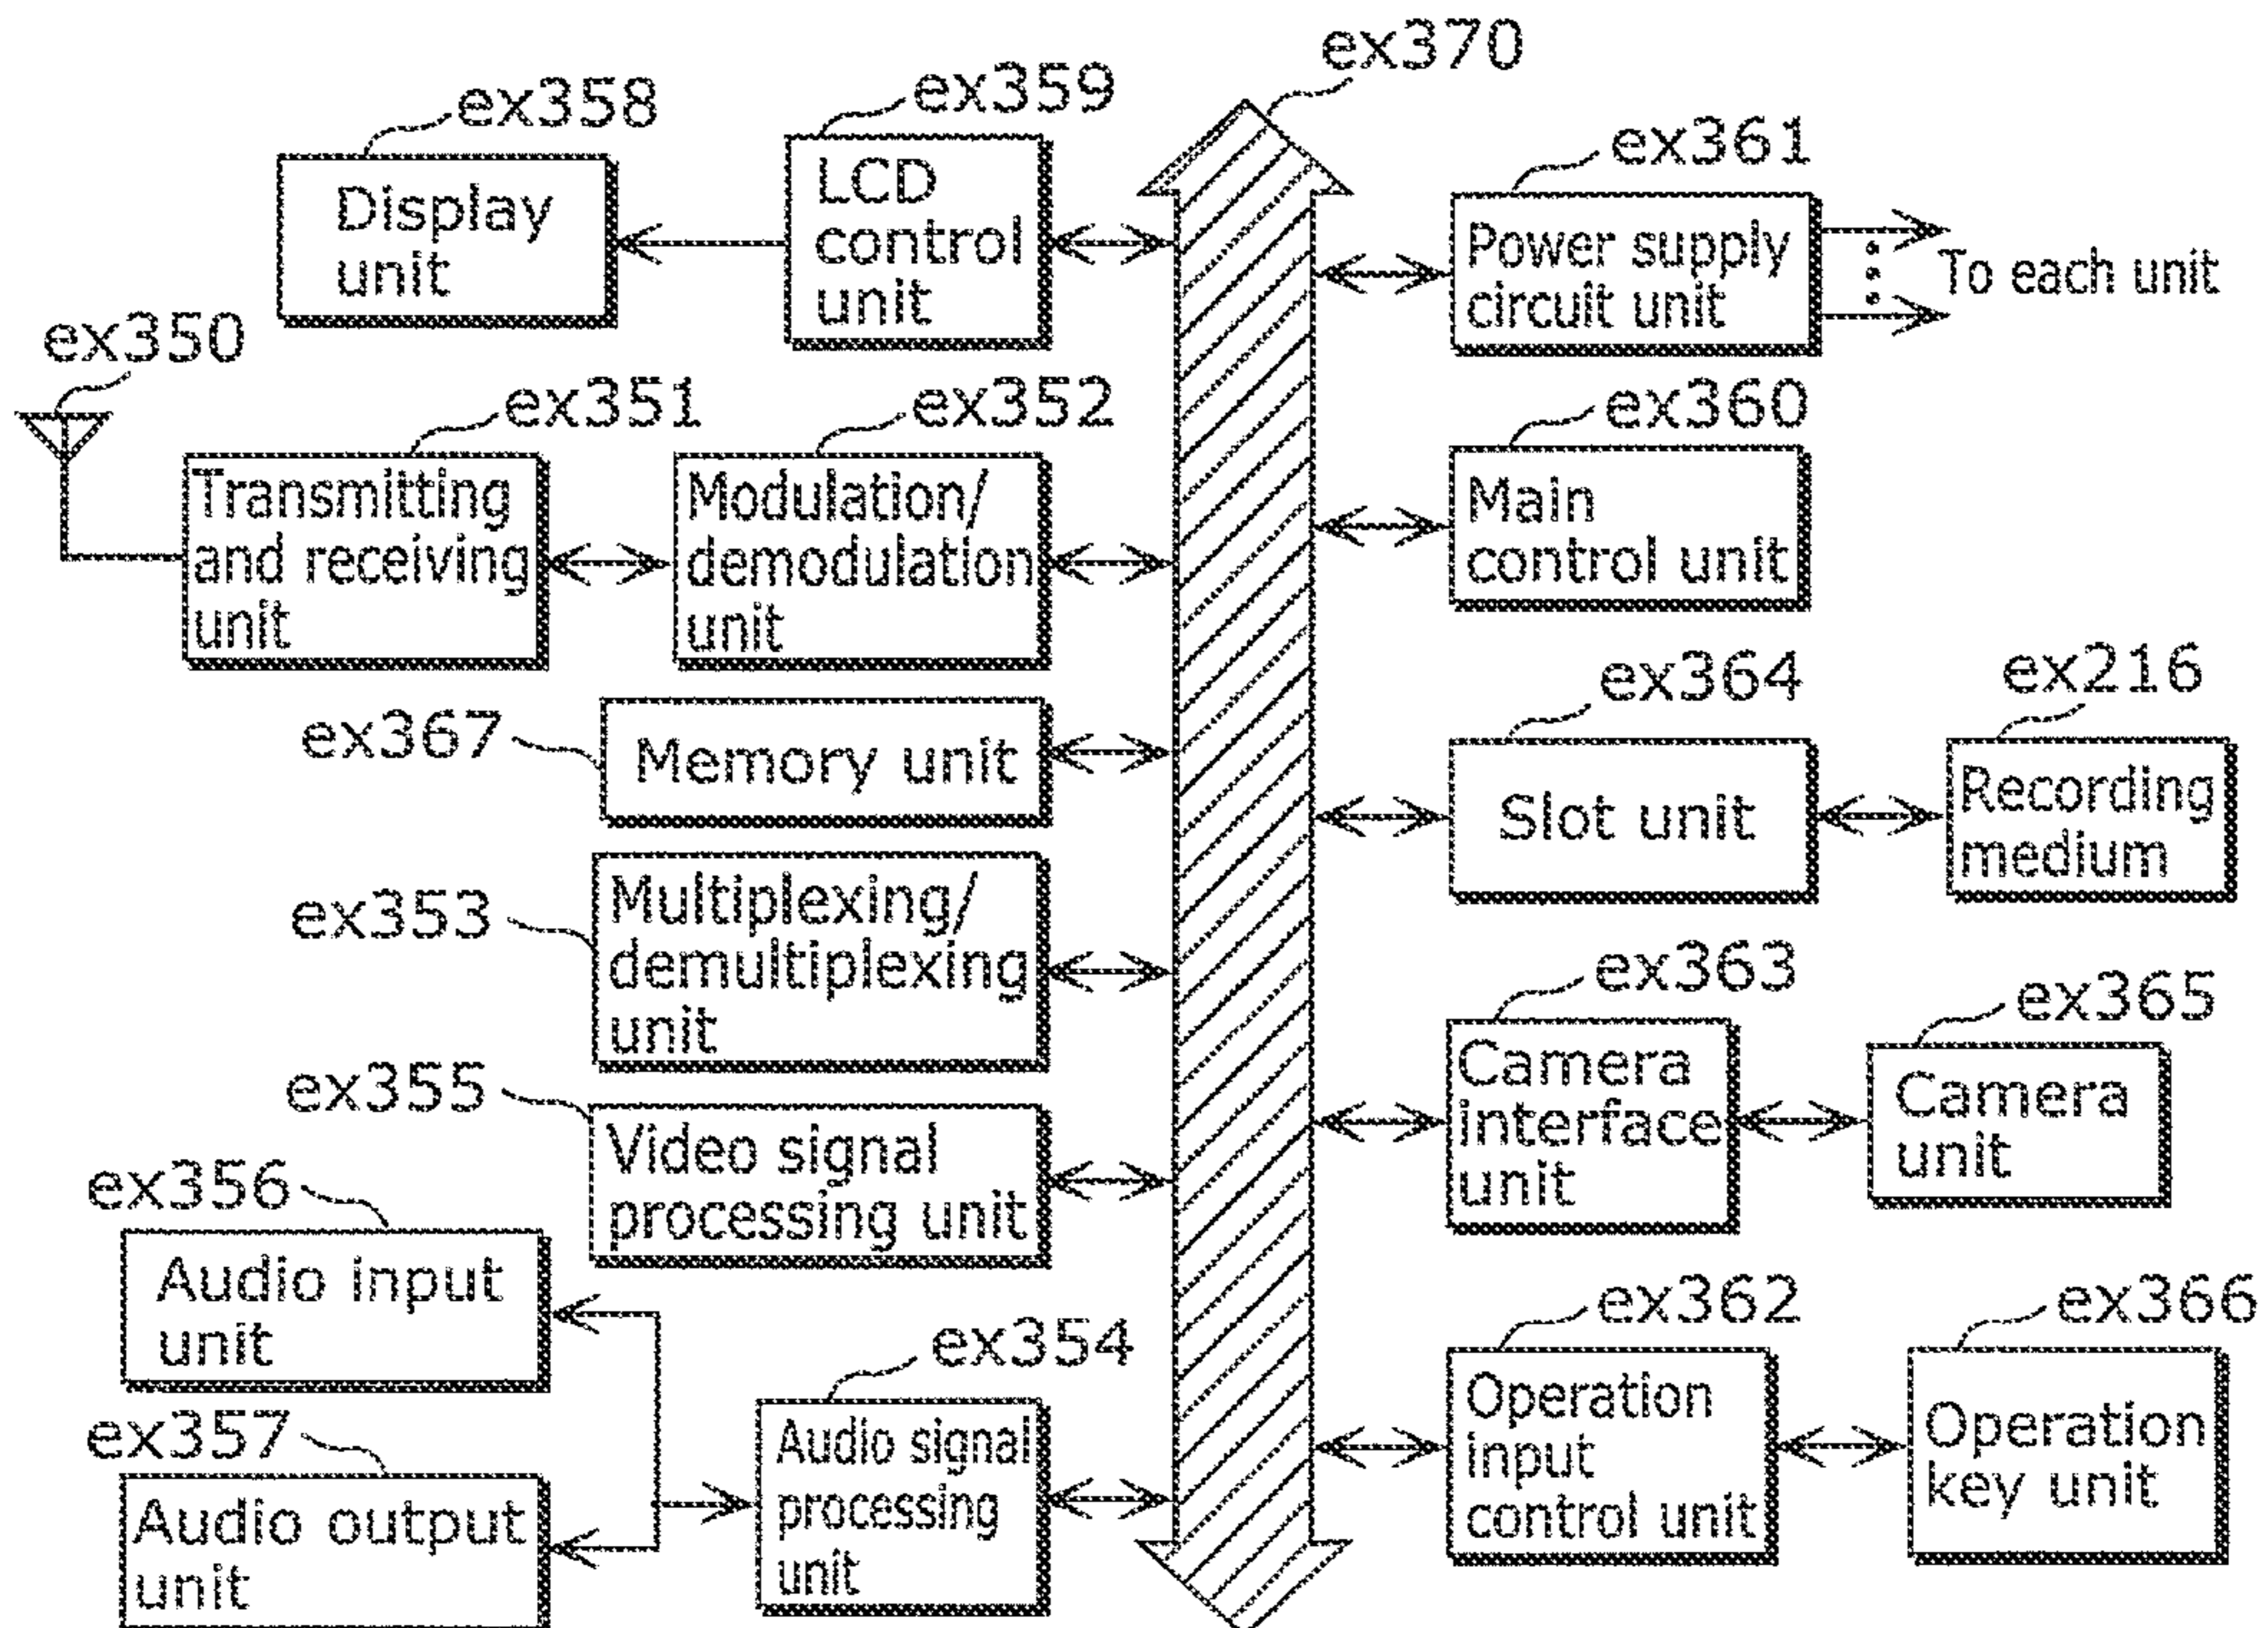 ex370
ex358
ex359
ex361
Display
unit
LCD
control
unit
Power supply
circuit unit
To each unit
ex350
ex351
ex352
ex360
Transmitting
and receiving
unit
Modulation/
demodulation
unit
Main
control unit
ex367
Memory unit
ex364
ex216
Slot unit
Recording
medium
ex353
Multiplexing/
demultiplexing
unit
ex363
ex365
Camera
interface
unit
Camera
unit
ex355
Video signal
processing unit
ex356
Audio input
unit
ex354
ex362
ex366
ex357
Audio output
unit
Audio signal
processing
unit
Operation
input
control unit
Operation
key unit